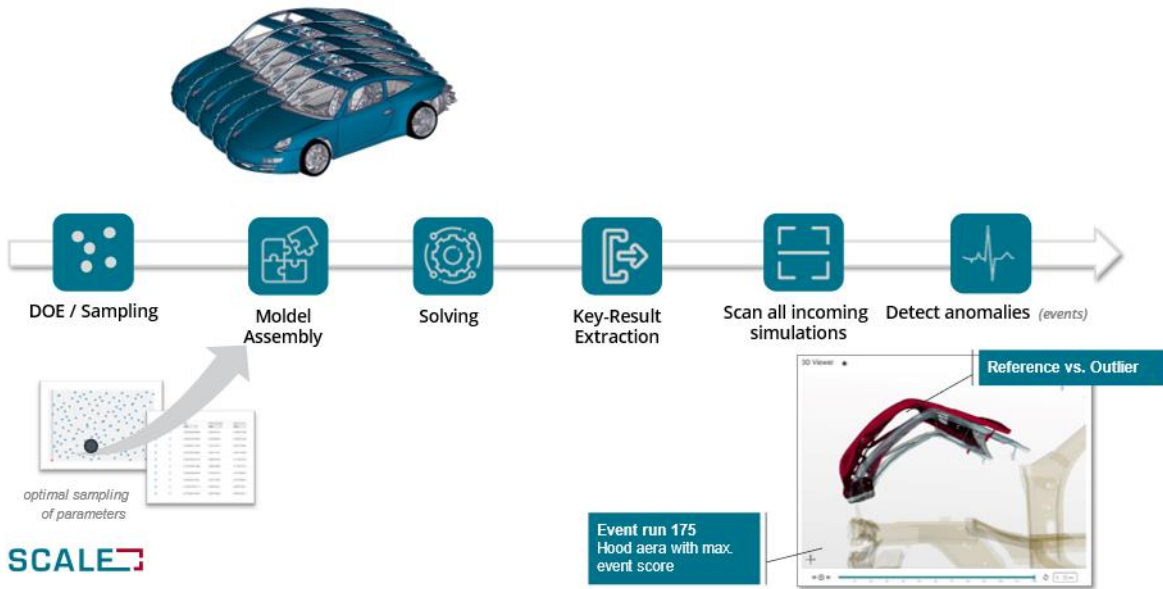 DOE / Sampling
Moldel
Assembly
Solving
Key-Result
Extraction
Scan all incoming
simulations
Detect anomalies (events)
optimal sampling
of parameters
SCALE
3D Viewer
Reference vs. Outlier
Event run 175
Hood aera with max.
event score